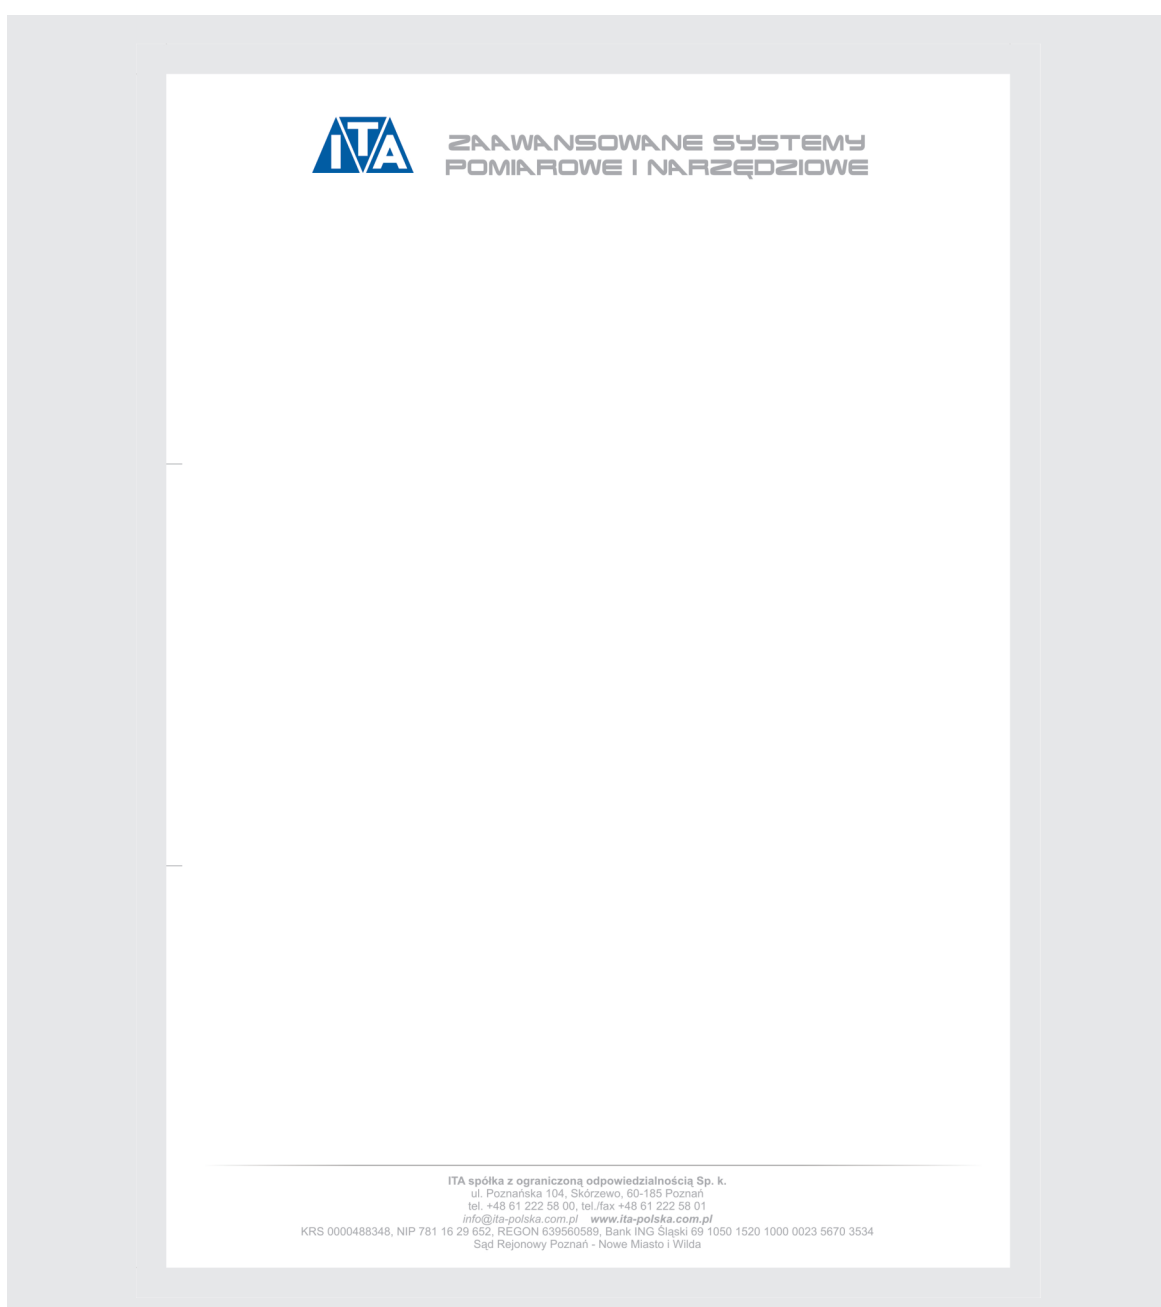 ITA
ZAAWANSOWANE SYSTEMY
POMIAROWE I NARZĘDZIOWE
ITA spółka z ograniczoną odpowiedzialnością Sp. k.
ul. Poznańska 104, Skórzewo, 60-185 Poznań
tel. +48 61 222 58 00, tel./fax +48 61 222 58 01
info@ita-polska.com.pl www.ita-polska.com.pl
KRS 0000488348, NIP 781 16 29 652, REGON 639560589, Bank ING Śląski 69 1050 1520 1000 0023 5670 3534
Sąd Rejonowy Poznań - Nowe Miasto i Wilda